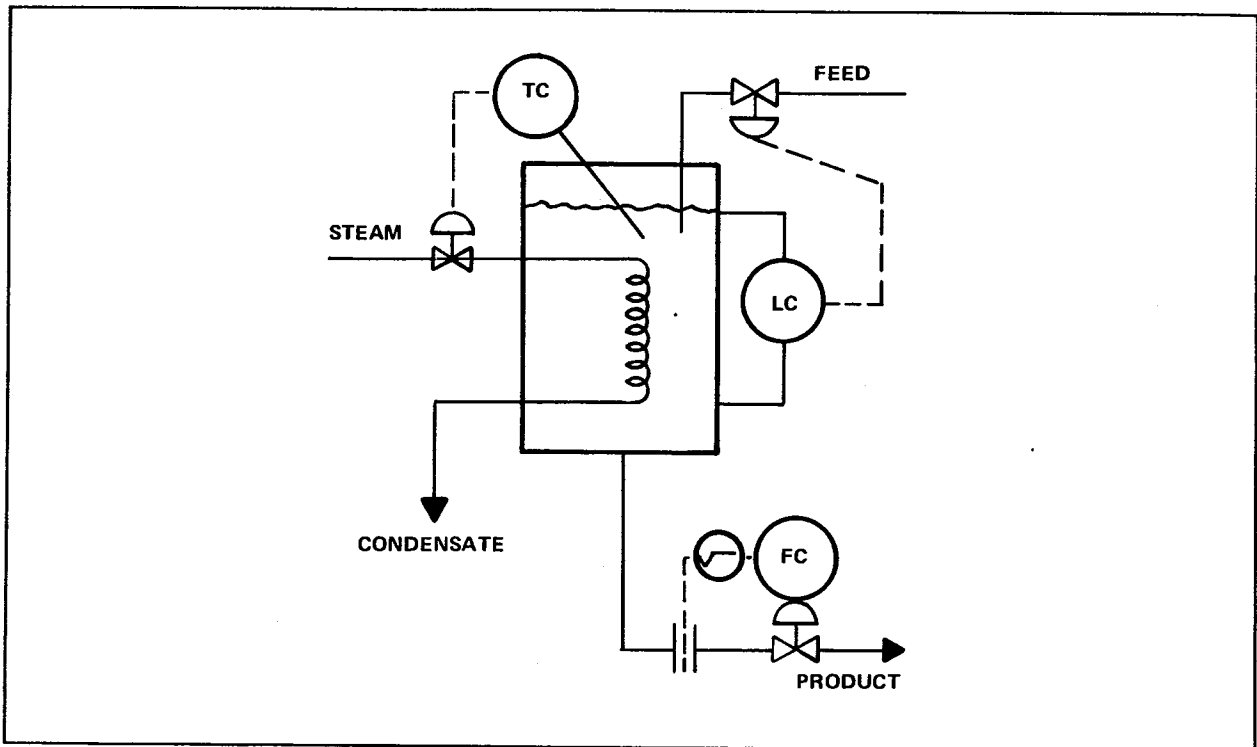 TC
FEED
STEAM
LC
CONDENSATE
√
FC
PRODUCT